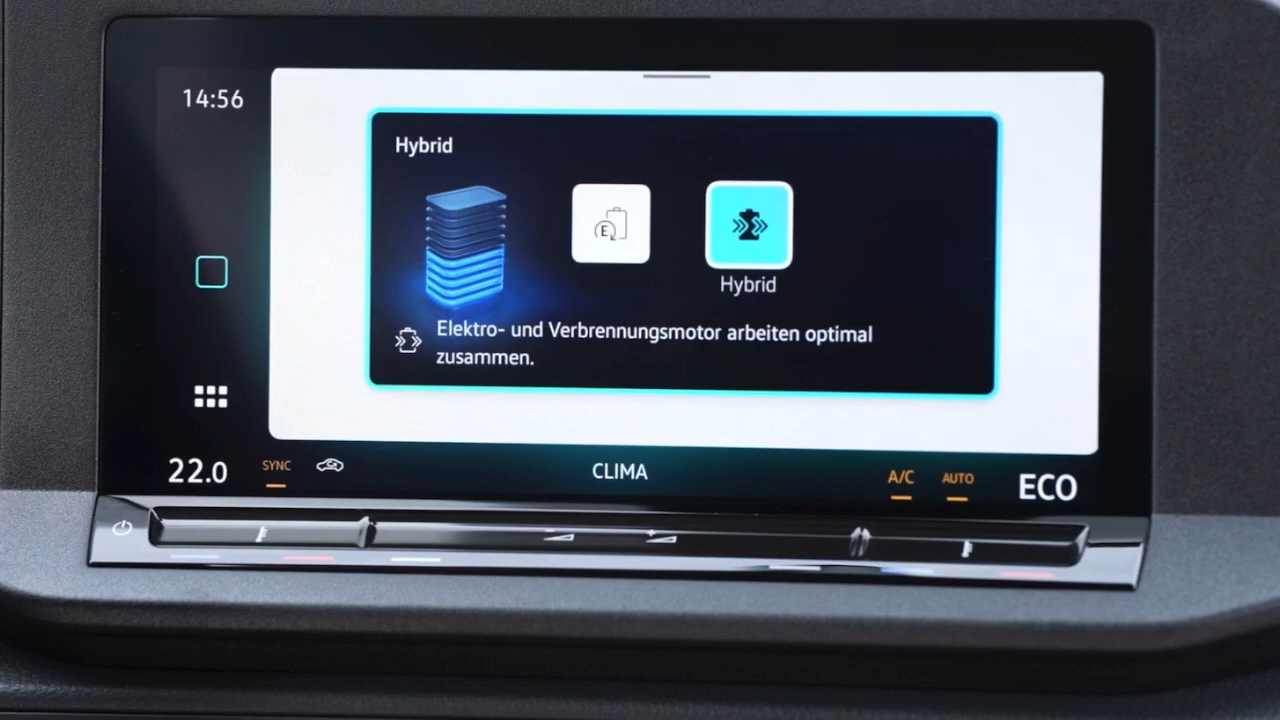 14:56
Hybrid
E
Hybrid
Elektro- und Verbrennungsmotor arbeiten optimal
zusammen.
22.0 SYNC CLIMA A/C AUTO ECO